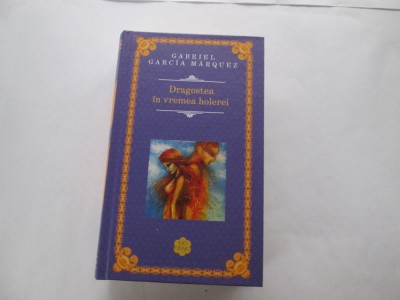 GABRIEL
GARCÍA MÁRQUEZ
Dragostea
în vremea holerei